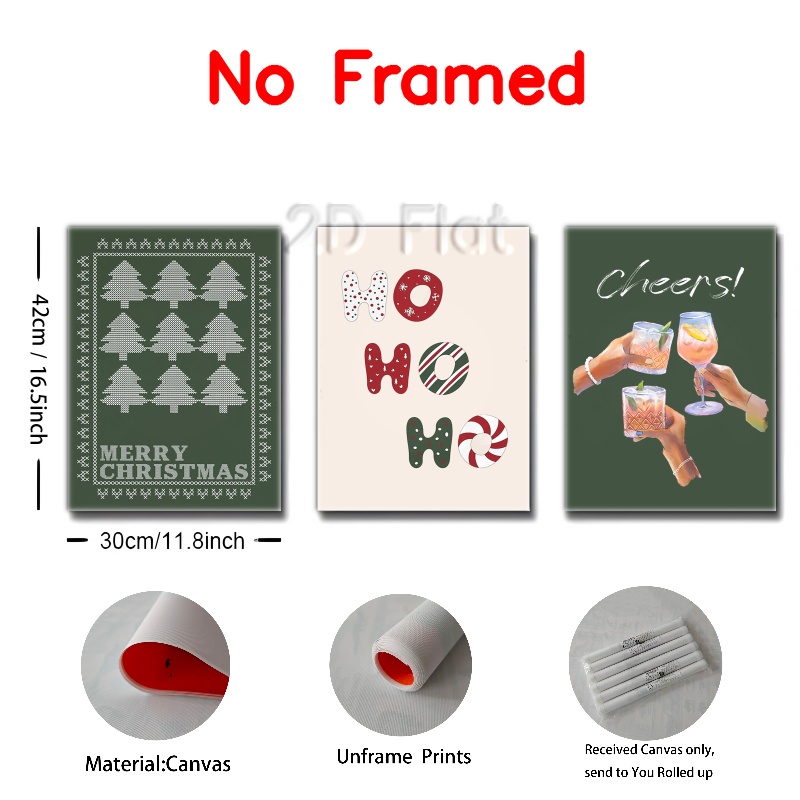 No Framed
2D Flat
42cm / 16.5inch
MERRY
CHRISTMAS
HO
HO
HO
Cheers!
30cm/11.8inch
Material:Canvas
Unframe Prints
Received Canvas only,
send to You Rolled up